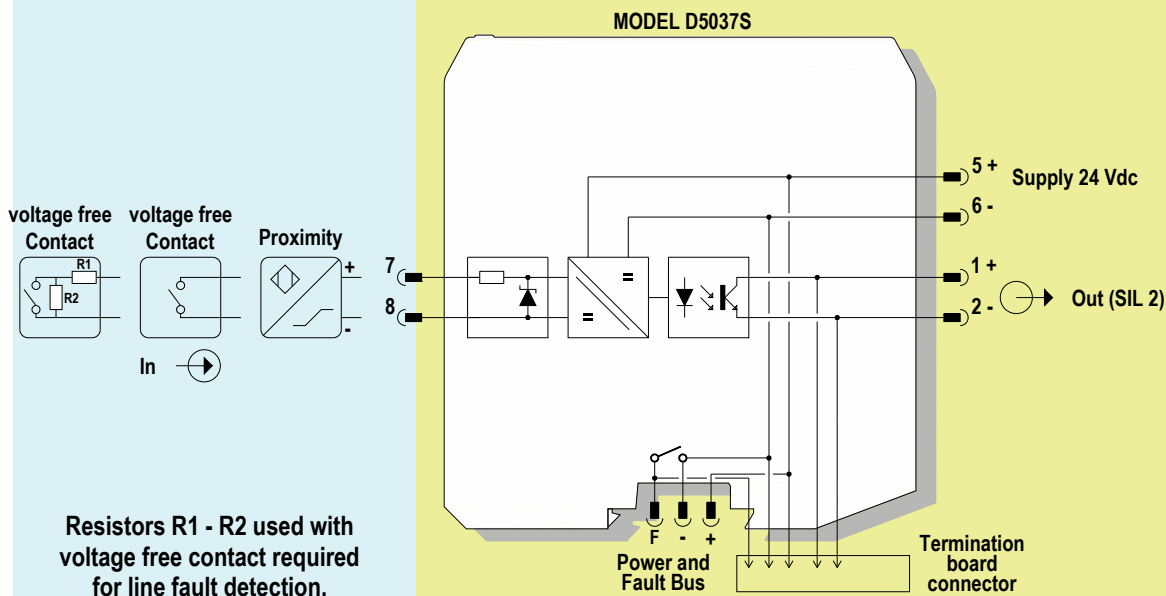 MODEL D5037S
5 +
Supply 24 Vdc
6 -
voltage free
Contact
voltage free
Contact
Proximity
R1
R2
+
-
7
8
=
=
1 +
2 -
Out (SIL 2)
In
Resistors R1 - R2 used with
voltage free contact required
for line fault detection.
F - +
Power and
Fault Bus
Termination
board
connector